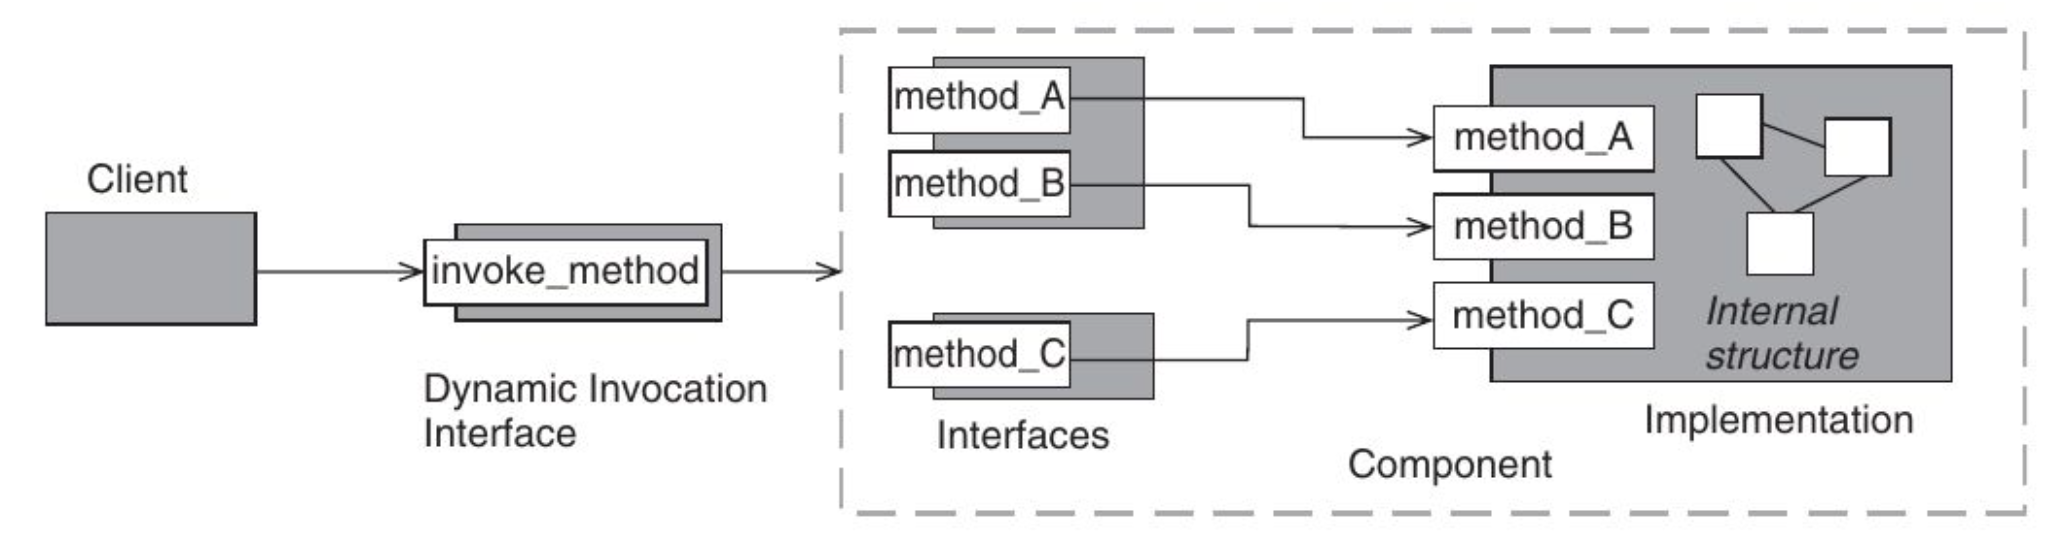 Client
invoke_method
Dynamic Invocation
Interface
method_A
method_B
method_C
Interfaces
method_A
method_B
method_C
Internal
structure
Implementation
Component